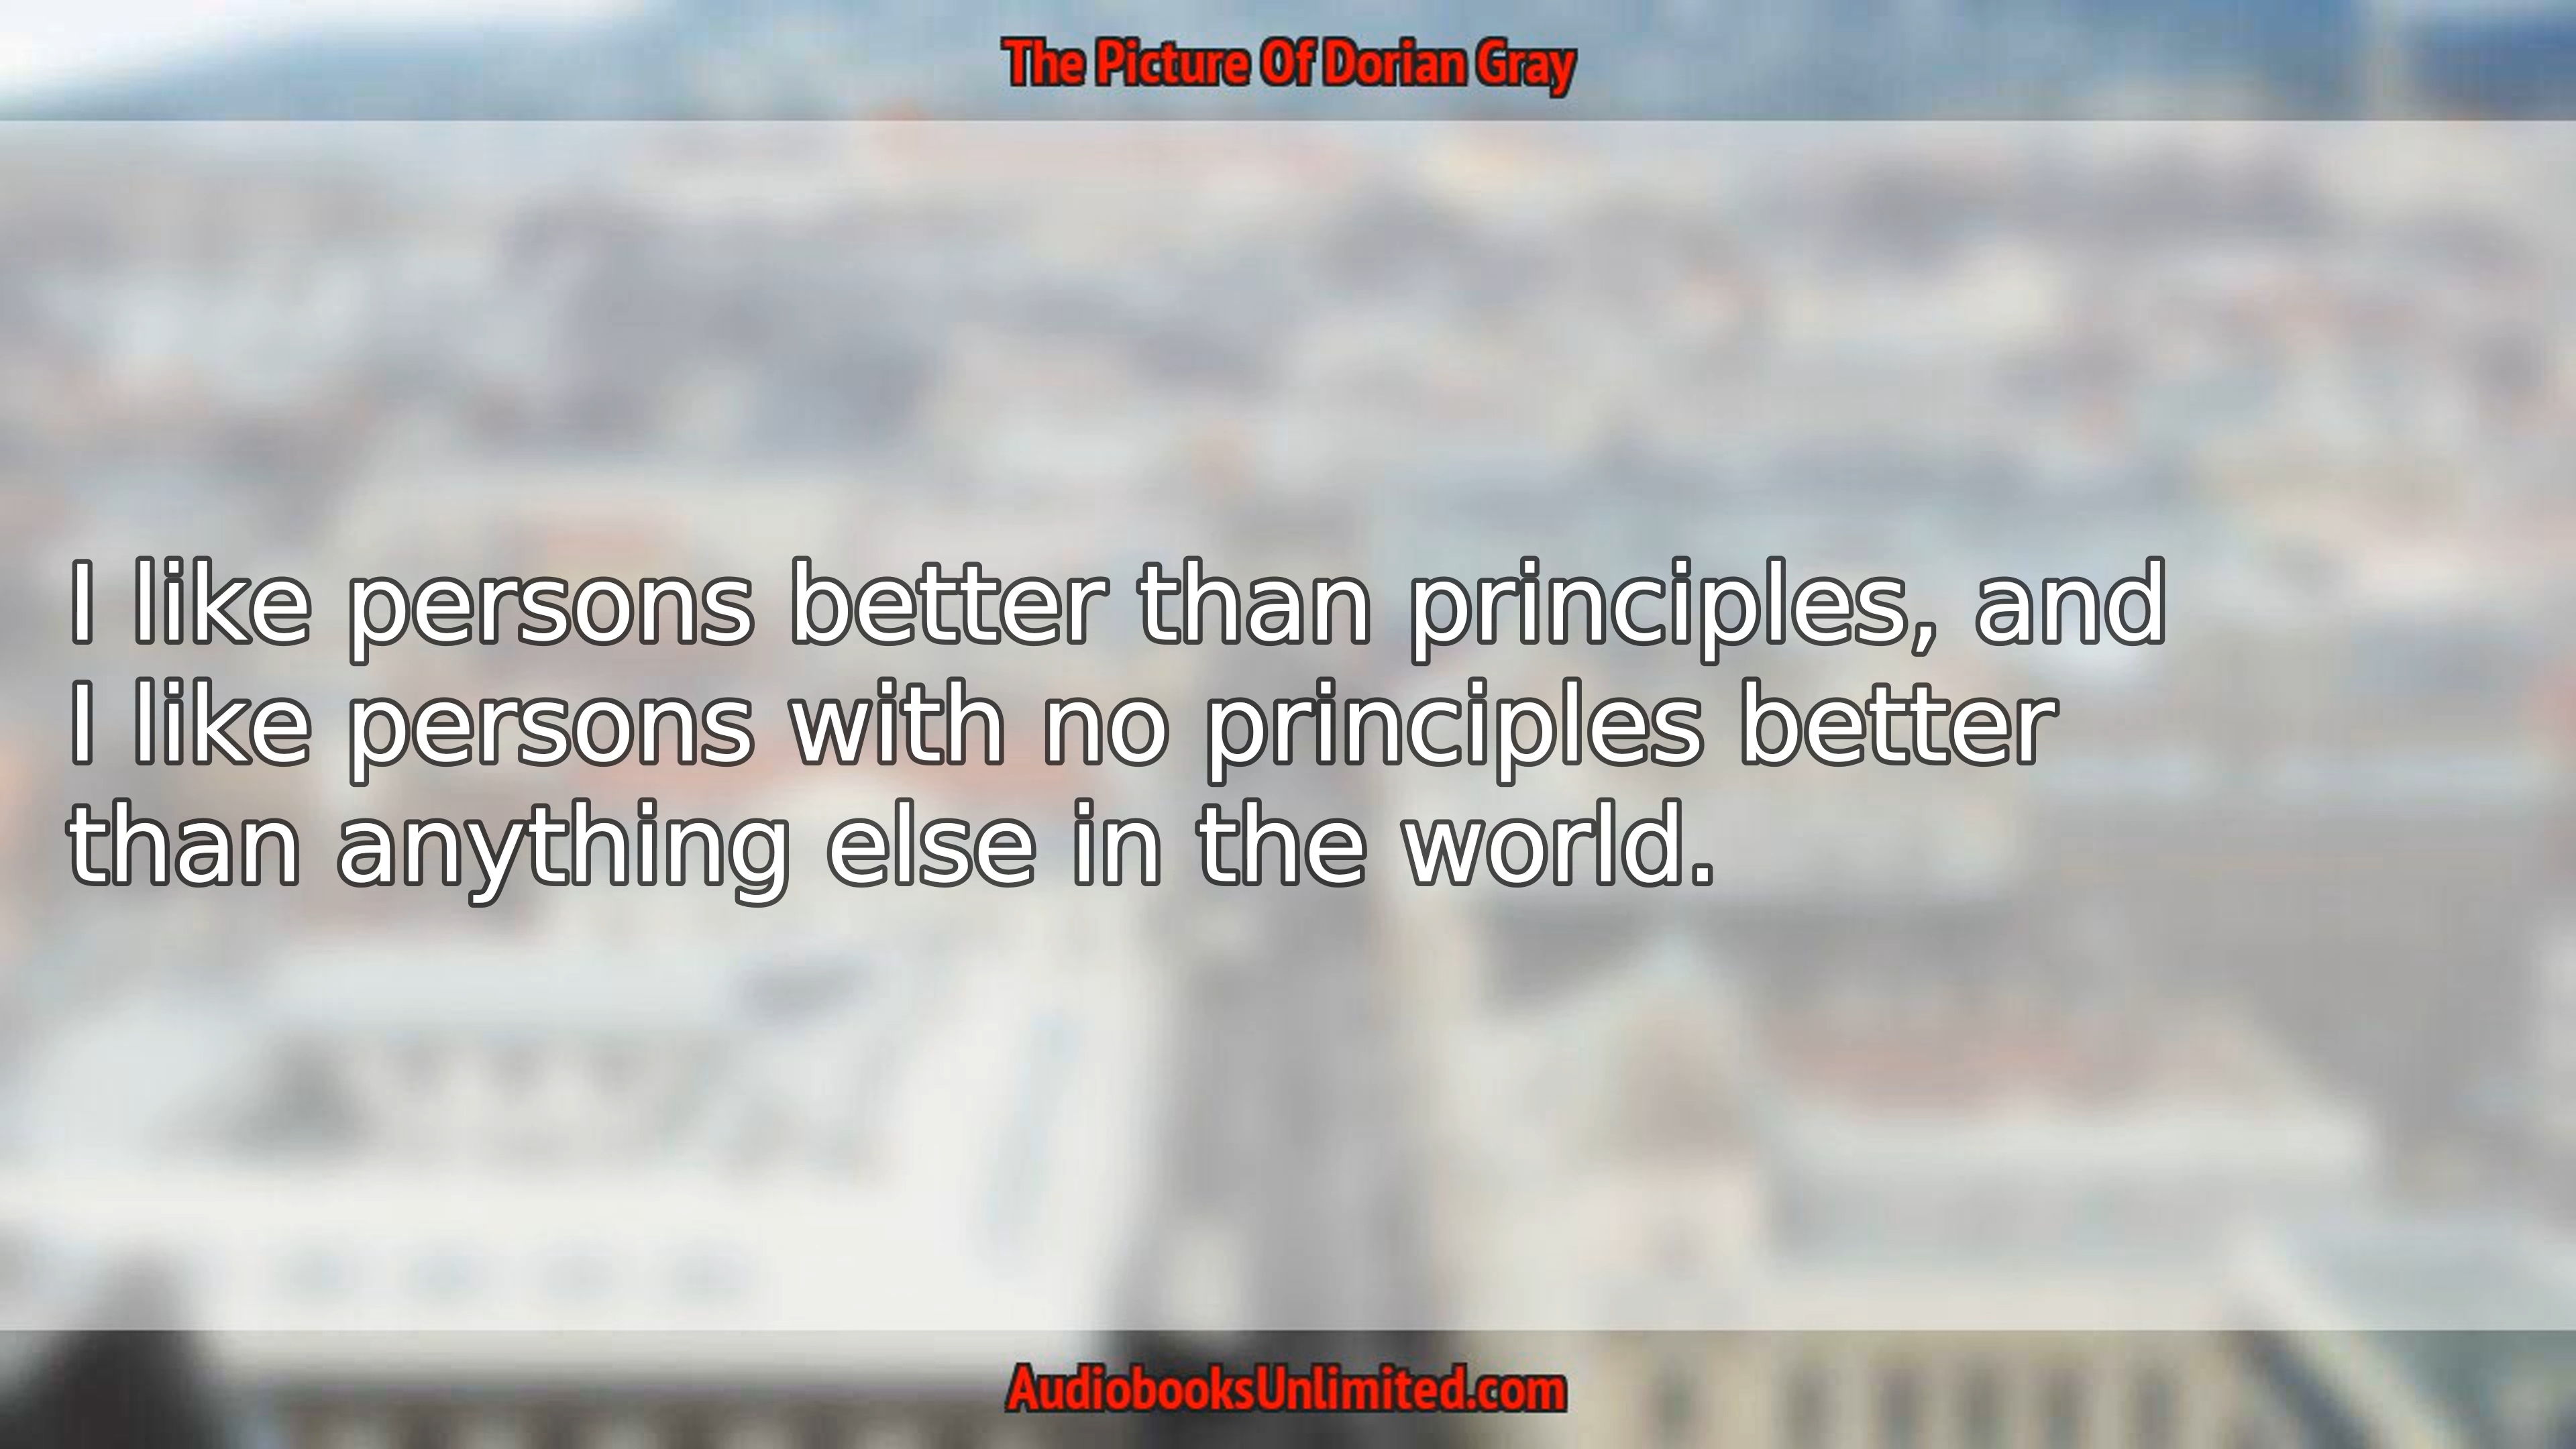 The Picture Of Dorian Gray
I like persons better than principles, and
I like persons with no principles better
than anything else in the world.
AudiobooksUnlimited.com